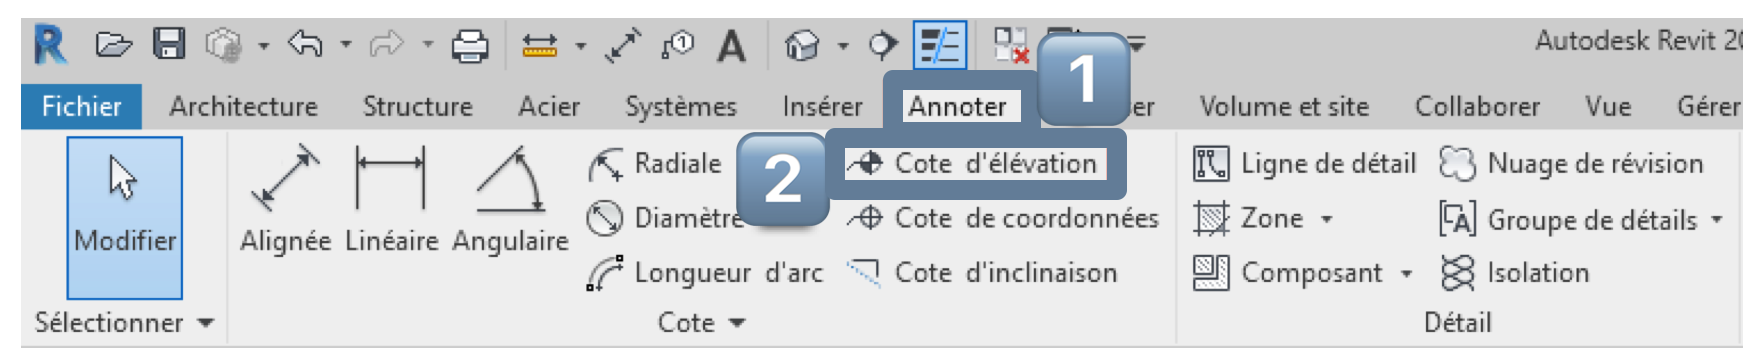 Autodesk Revit 20
Fichier Architecture Structure Acier Systèmes Insérer Annoter 1 er Volume et site Collaborer Vue Gérer
Modifier
Alignée Linéaire Angulaire
Radiale
Diamètre
Longueur d'arc
2
Cote d'élévation
Cote de coordonnées
Cote d'inclinaison
Ligne de détail
Zone
Composant
Nuage de révision
Groupe de détails
Isolation
Sélectionner Cote Détail